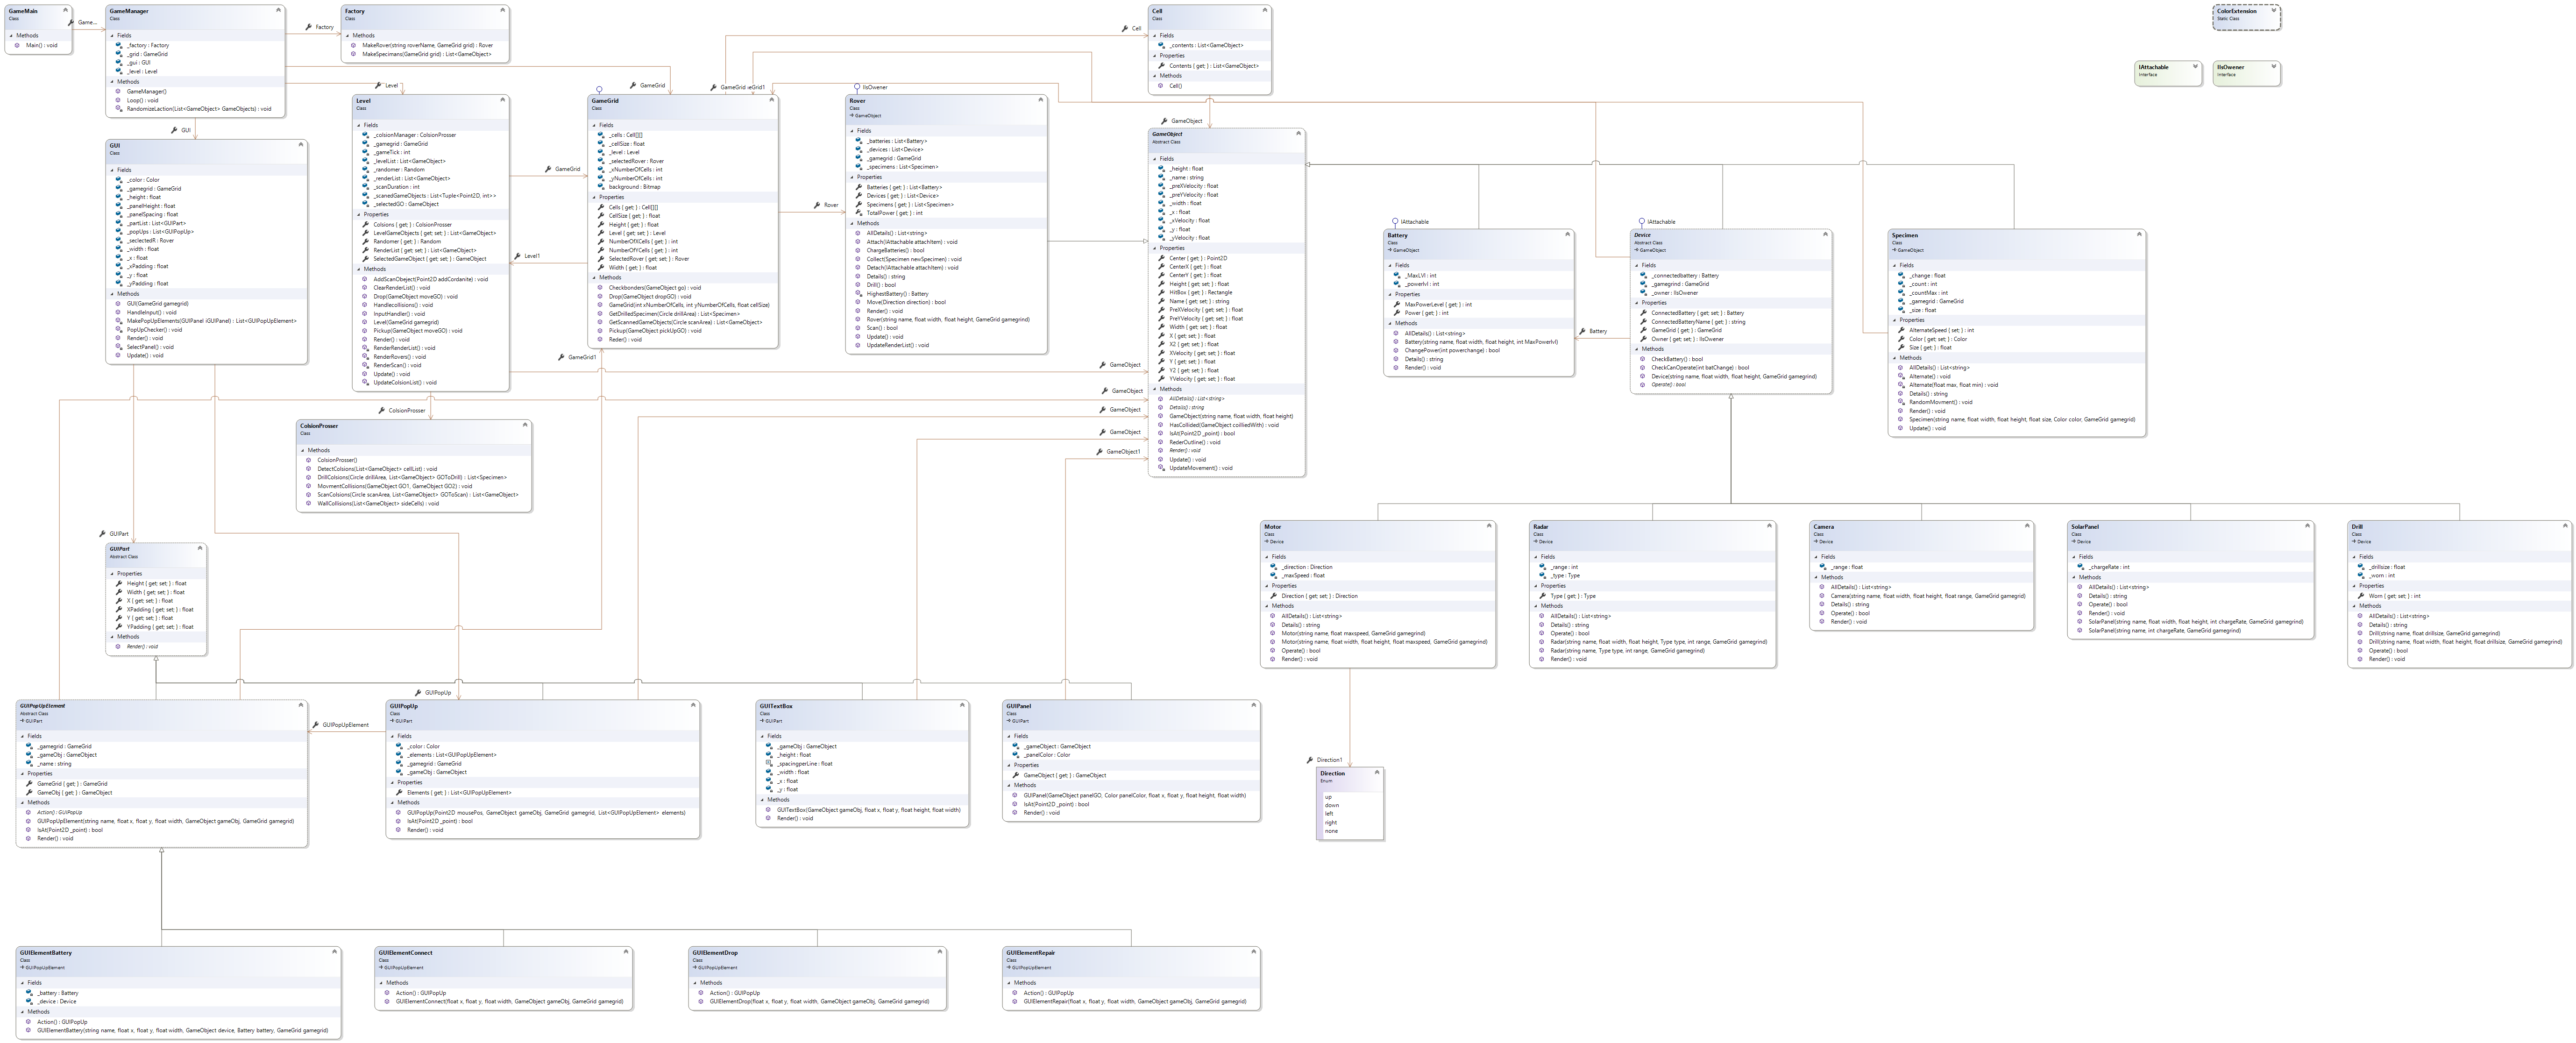 GameMain
Class
Methods
Main() : void
Game...
GameManager
Class
Fields
_factory : Factory
_grid : GameGrid
_gui : GUI
_level : Level
Methods
GameManager()
Loop() : void
RandomizeLaction(List<GameObject> GameObjects) : void
Factory
Factory
Class
Methods
MakeRover(string roverName, GameGrid grid) : Rover
MakeSpecimans(GameGrid grid) : List<GameObject>
Cell
Cell
Class
Fields
_contents : List<GameObject>
Properties
Contents { get; } : List<GameObject>
Methods
Cell()
ColorExtension
Static Class
IAttachable
Interface
IIsOwener
Interface
GUI
GUI
Class
Fields
_color : Color
_gamegrid : GameGrid
_height : float
_panelHeight : float
_panelSpacing : float
_partList : List<GUIPart>
_popUps : List<GUIPopUp>
_seclectedR : Rover
_width : float
_x : float
_xPadding : float
_y : float
_yPadding : float
Methods
GUI(GameGrid gamegrid)
HandleInput() : void
MakePopUpElements(GUIPanel iGUIPanel) : List<GUIPopUpElement>
PopUpChecker() : void
Render() : void
SelectPanel() : void
Update() : void
Level
Level
Class
Fields
_colsionManager : ColsionProsser
_gamegrid : GameGrid
_gameTick : int
_levelList : List<GameObject>
_randomer : Random
_renderList : List<GameObject>
_scanDuration : int
_scanedGameObjects : List<Tuple<Point2D, int>>
_selectedGO : GameObject
Properties
Colsions { get; } : ColsionProsser
LevelGameObjects { get; set; } : List<GameObject>
Randomer { get; } : Random
RenderList { get; set; } : List<GameObject>
SelectedGameObject { get; set; } : GameObject
Methods
AddScanObeject(Point2D addCordanite) : void
ClearRenderList() : void
Drop(GameObject moveGO) : void
Handlecollisions() : void
InputHandler() : void
Level(GameGrid gamegrid)
Pickup(GameObject moveGO) : void
Render() : void
RenderRenderList() : void
RenderRovers() : void
RenderScan() : void
Update() : void
UpdateColsionList() : void
GameGrid
GameGrid
Level1
GameGrid
Class
Fields
_cells : Cell[][]
_cellSize : float
_level : Level
_selectedRover : Rover
_xNumberOfCells : int
_yNumberOfCells : int
background : Bitmap
Properties
Cells { get; } : Cell[][]
CellSize { get; } : float
Height { get; } : float
Level { get; set; } : Level
NumberOfXCells { get; } : int
NumberOfYCells { get; } : int
SelectedRover { get; set; } : Rover
Width { get; } : float
Methods
Checkbonders(GameObject go) : void
Drop(GameObject dropGO) : void
GameGrid(int xNumberOfCells, int yNumberOfCells, float cellSize)
GetDrilledSpecimen(Circle drillArea) : List<Specimen>
GetScannedGameObjects(Circle scanArea) : List<GameObject>
Pickup(GameObject pickUpGO) : void
Reder() : void
GameGrid1
Rover
IIsOwener
Rover
Class
GameObject
Fields
_batteries : List<Battery>
_devices : List<Device>
_gamegrid : GameGrid
_specimens : List<Specimen>
Properties
Batteries { get; } : List<Battery>
Devices { get; } : List<Device>
Specimens { get; } : List<Specimen>
TotalPower { get; } : int
Methods
AllDetails() : List<string>
Attach(IAttachable attachItem) : void
ChargeBatteries() : bool
Collect(Specimen newSpecimen) : void
Detach(IAttachable attachItem) : void
Details() : string
Drill() : bool
HighestBattery() : Battery
Move(Direction direction) : bool
Render() : void
Rover(string name, float width, float height, GameGrid gamegrind)
Scan() : bool
Update() : void
UpdateRenderList() : void
GameObject
GameObject
Abstract Class
Fields
_height : float
_name : string
_preXVelocity : float
_preYVelocity : float
_width : float
_x : float
_xVelocity : float
_y : float
_yVelocity : float
Properties
Center { get; } : Point2D
CenterX { get; } : float
CenterY { get; } : float
Height { get; set; } : float
HitBox { get; } : Rectangle
Name { get; set; } : string
PreXVelocity { get; set; } : float
PreYVelocity { get; set; } : float
Width { get; set; } : float
X { get; set; } : float
X2 { get; set; } : float
XVelocity { get; set; } : float
Y { get; set; } : float
Y2 { get; set; } : float
YVelocity { get; set; } : float
Methods
AllDetails() : List<string>
Details() : string
GameObject(string name, float width, float height)
HasCollided(GameObject coilliedWith) : void
IsAt(Point2D _point) : bool
RederOutline() : void
Render() : void
Update() : void
UpdateMovement() : void
GameObject
GameObject
GameObject
GameObject
GameObject1
IAttachable
Battery
Class
GameObject
Fields
_MaxLVl : int
_powerlvl : int
Properties
MaxPowerLevel { get; } : int
Power { get; } : int
Methods
AllDetails() : List<string>
Battery(string name, float width, float height, int MaxPowerlvl)
ChangePower(int powerchange) : bool
Details() : string
Render() : void
Battery
IAttachable
Device
Abstract Class
GameObject
Fields
_connectedbattery : Battery
_gamegrind : GameGrid
_owner : IIsOwener
Properties
ConnectedBattery { get; set; } : Battery
ConnectedBatteryName { get; } : string
GameGrid { get; } : GameGrid
Owner { get; set; } : IIsOwener
Methods
CheckBattery() : bool
CheckCanOperate(int batChange) : bool
Device(string name, float width, float height, GameGrid gamegrind)
Operate() : bool
Specimen
Class
GameObject
Fields
_change : float
_count : int
_countMax : int
_gamegrid : GameGrid
_size : float
Properties
AlternateSpeed { set; } : int
Color { get; set; } : Color
Size { get; } : float
Methods
AllDetails() : List<string>
Alternate() : void
Alternate(float max, float min) : void
Details() : string
RandomMovment() : void
Render() : void
Specimen(string name, float width, float height, float size, Color color, GameGrid gamegrid)
Update() : void
ColsionProsser
ColsionProsser
Class
Methods
ColsionProsser()
DetectColsions(List<GameObject> cellList) : void
DrillColsions(Circle drillArea, List<GameObject> GOToDrill) : List<Specimen>
MovmentCollisions(GameObject GO1, GameObject GO2) : void
ScanColsions(Circle scanArea, List<GameObject> GOToScan) : List<GameObject>
WallCollisions(List<GameObject> sideCells) : void
GUIPart
GUIPart
Abstract Class
Properties
Height { get; set; } : float
Width { get; set; } : float
X { get; set; } : float
XPadding { get; set; } : float
Y { get; set; } : float
YPadding { get; set; } : float
Methods
Render() : void
Motor
Class
Device
Fields
_direction : Direction
_maxSpeed : float
Properties
Direction { get; set; } : Direction
Methods
AllDetails() : List<string>
Details() : string
Motor(string name, float maxspeed, GameGrid gamegrind)
Motor(string name, float width, float height, float maxspeed, GameGrid gamegrind)
Operate() : bool
Render() : void
Radar
Class
Device
Fields
_range : int
_type : Type
Properties
Type { get; } : Type
Methods
AllDetails() : List<string>
Details() : string
Operate() : bool
Radar(string name, float width, float height, Type type, int range, GameGrid gamegrind)
Radar(string name, Type type, int range, GameGrid gamegrind)
Render() : void
Camera
Class
Device
Fields
_range : float
Methods
AllDetails() : List<string>
Camera(string name, float width, float height, float range, GameGrid gamegrind)
Details() : string
Operate() : bool
Render() : void
SolarPanel
Class
Device
Fields
_chargeRate : int
Methods
AllDetails() : List<string>
Details() : string
Operate() : bool
Render() : void
SolarPanel(string name, float width, float height, int chargeRate, GameGrid gamegrind)
SolarPanel(string name, int chargeRate, GameGrid gamegrind)
Drill
Class
Device
Fields
_drillsize : float
_worn : int
Properties
Worn { get; set; } : int
Methods
AllDetails() : List<string>
Details() : string
Drill(string name, float drillsize, GameGrid gamegrind)
Drill(string name, float width, float height, float drillsize, GameGrid gamegrind)
Operate() : bool
Render() : void
GUIPopUpElement
Abstract Class
GUIPart
Fields
_gamegrid : GameGrid
_gameObj : GameObject
_name : string
Properties
GameGrid { get; } : GameGrid
GameObj { get; } : GameObject
Methods
Action() : GUIPopUp
GUIPopUpElement(string name, float x, float y, float width, GameObject gameObj, GameGrid gamegrid)
IsAt(Point2D _point) : bool
Render() : void
GUIPopUpElement
GUIPopUp
GUIPopUp
Class
GUIPart
Fields
_color : Color
_elements : List<GUIPopUpElement>
_gamegrid : GameGrid
_gameObj : GameObject
Properties
Elements { get; } : List<GUIPopUpElement>
Methods
GUIPopUp(Point2D mousePos, GameObject gameObj, GameGrid gamegrid, List<GUIPopUpElement> elements)
IsAt(Point2D _point) : bool
Render() : void
GUITextBox
Class
GUIPart
Fields
_gameObj : GameObject
_height : float
_spacingperLine : float
_width : float
_x : float
_y : float
Methods
GUITextBox(GameObject gameObj, float x, float y, float height, float width)
Render() : void
GUIPanel
Class
GUIPart
Fields
_gameObject : GameObject
_panelColor : Color
Properties
GameObject { get; } : GameObject
Methods
GUIPanel(GameObject panelGO, Color panelColor, float x, float y, float height, float width)
IsAt(Point2D _point) : bool
Render() : void
Direction1
Direction
Enum
up
down
left
right
none
GUIElementBattery
Class
GUIPopUpElement
Fields
_battery : Battery
_device : Device
Methods
Action() : GUIPopUp
GUIElementBattery(string name, float x, float y, float width, GameObject device, Battery battery, GameGrid gamegrid)
GUIElementConnect
Class
GUIPopUpElement
Methods
Action() : GUIPopUp
GUIElementConnect(float x, float y, float width, GameObject gameObj, GameGrid gamegrid)
GUIElementDrop
Class
GUIPopUpElement
Methods
Action() : GUIPopUp
GUIElementDrop(float x, float y, float width, GameObject gameObj, GameGrid gamegrid)
GUIElementRepair
Class
GUIPopUpElement
Methods
Action() : GUIPopUp
GUIElementRepair(float x, float y, float width, GameObject gameObj, GameGrid gamegrid)